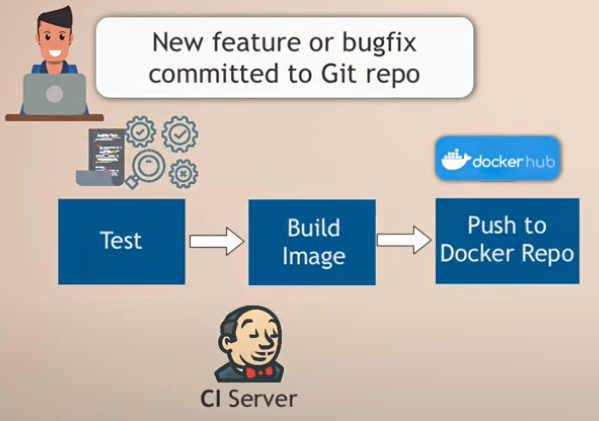 New feature or bugfix
committed to Git repo
dockerhub
Test
Build
Image
Push to
Docker Repo
CI Server